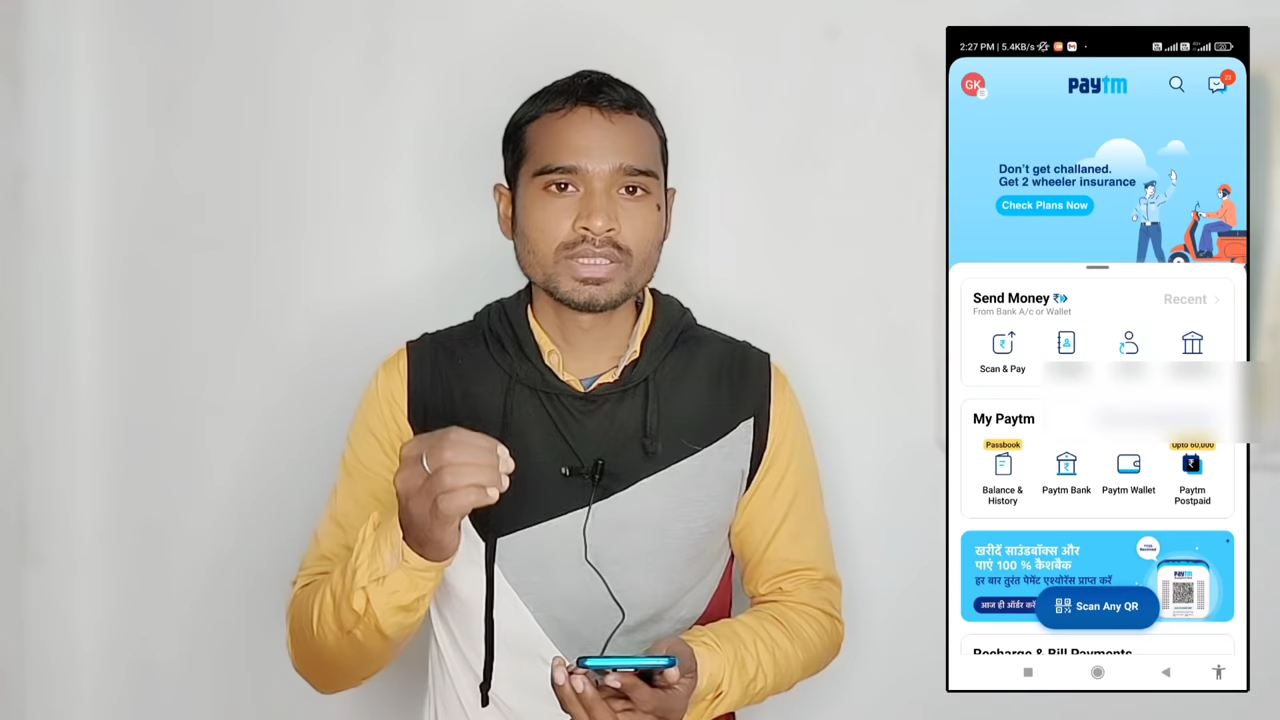 2:27 PM | 5.4KB/s
GK
paytm
23
Don't get challaned.
Get 2 wheeler insurance
Check Plans Now
Send Money
Recent >
From Bank A/c or Wallet
Scan & Pay
My Paytm
Passbook
Upto 60,000
Balance &
History
Paytm Bank
Paytm Wallet
Paytm
Postpaid
खरीदें साउंडबॉक्स और
पाएं 100 % कैशबैक
हर बार तुरंत पेमेंट एश्योरेंस प्राप्त करें
आज ही ऑर्डर करें
paytm
Scan Any QR
Recharge & Bill Payments